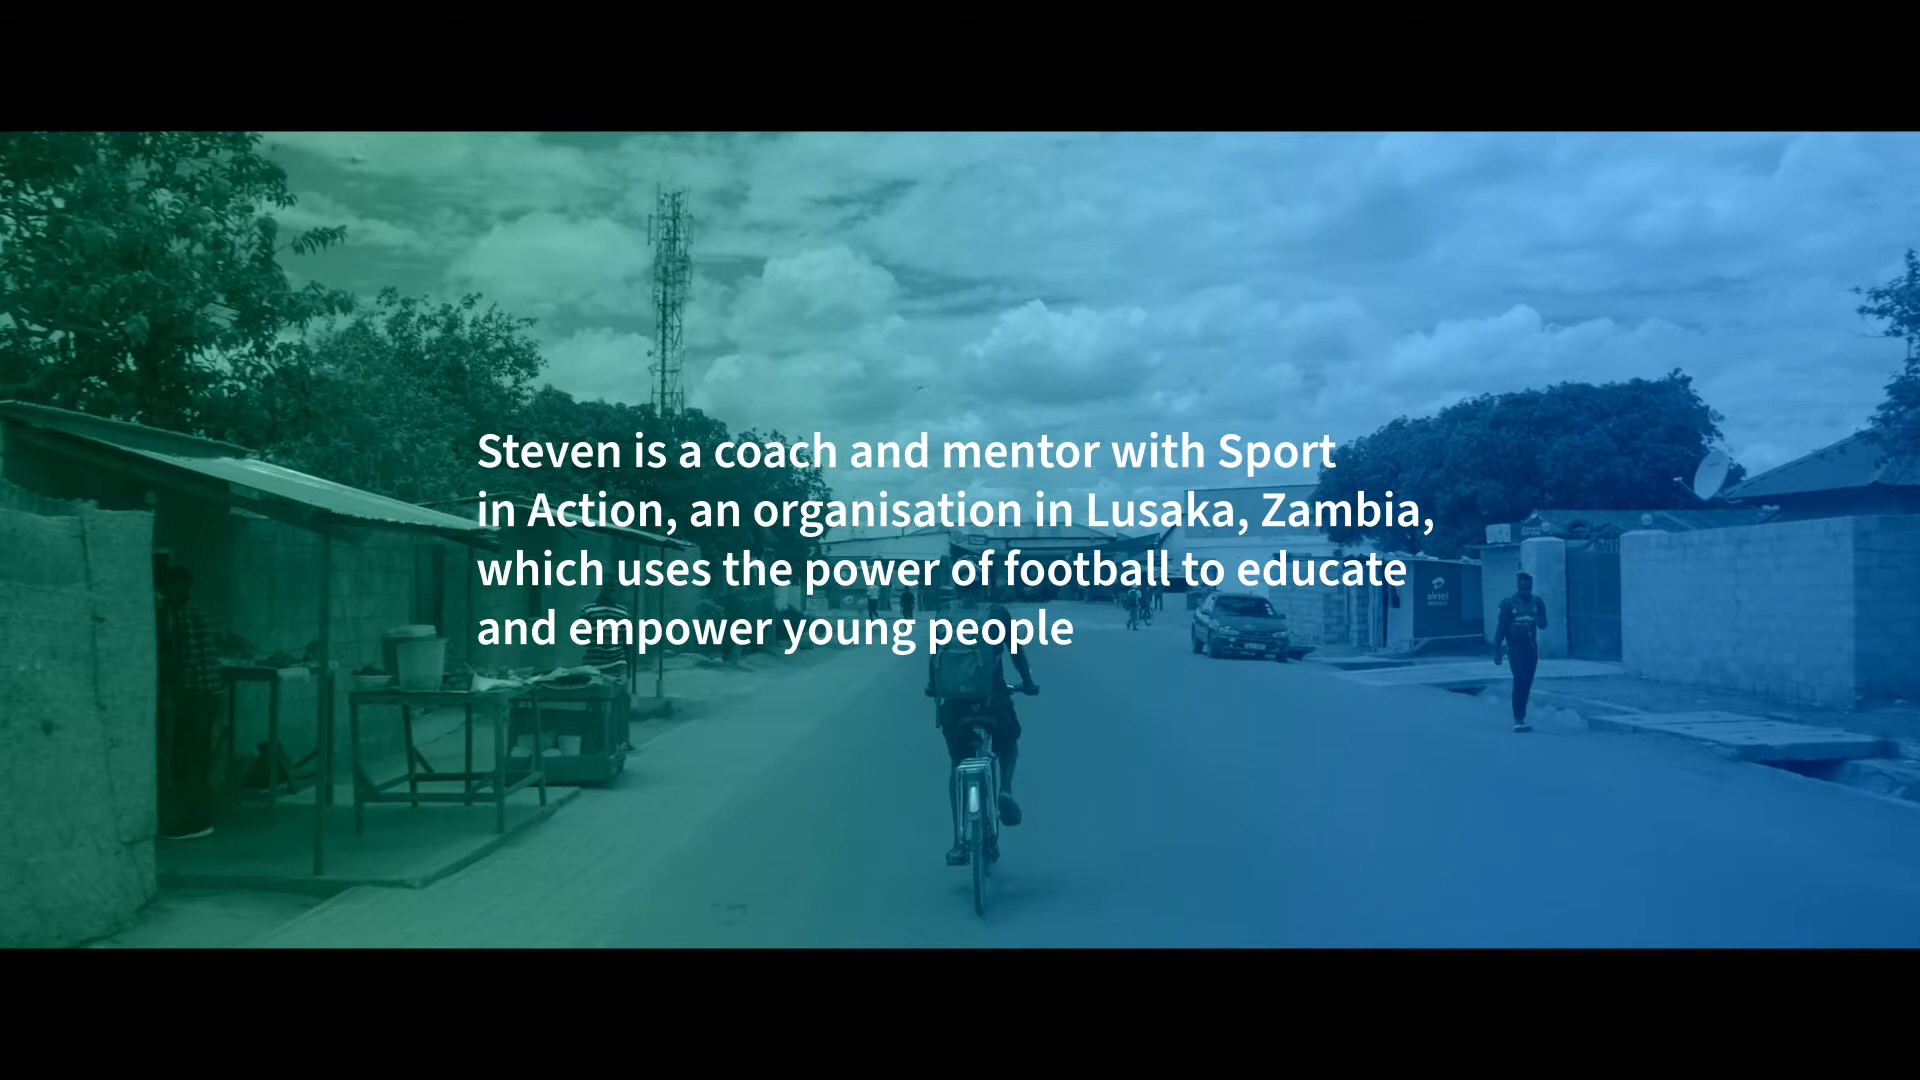 Steven is a coach and mentor with Sport
in Action, an organisation in Lusaka, Zambia,
which uses the power of football to educate
and empower young people
airtel